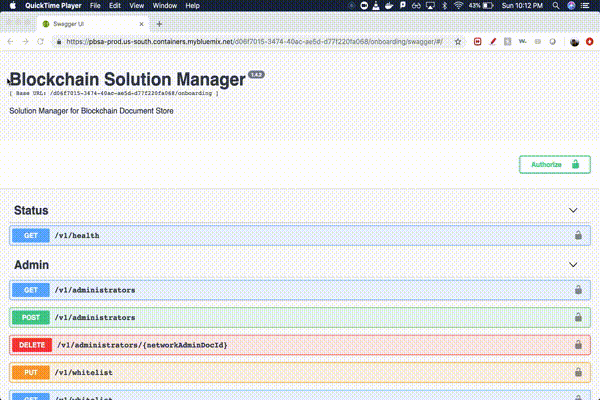 QuickTime Player File Edit View Window Help 43% Sun 10:12 PM
Swagger UI
https://pbsa-prod.us-south.containers.mybluemix.net/d06f7015-3474-40ac-ae5d-d77f220fa068/onboarding/swagger/#/
Blockchain Solution Manager 1.4.3
[ Base URL: /d06f7015-3474-40ac-ae5d-d77f220fa068/onboarding ]
Solution Manager for Blockchain Document Store
Authorize
Status
GET /v1/health
Admin
GET /v1/administrators
POST /v1/administrators
DELETE /v1/administrators/{networkAdminDocId}
PUT /v1/whitelist
GET /v1/whitelist